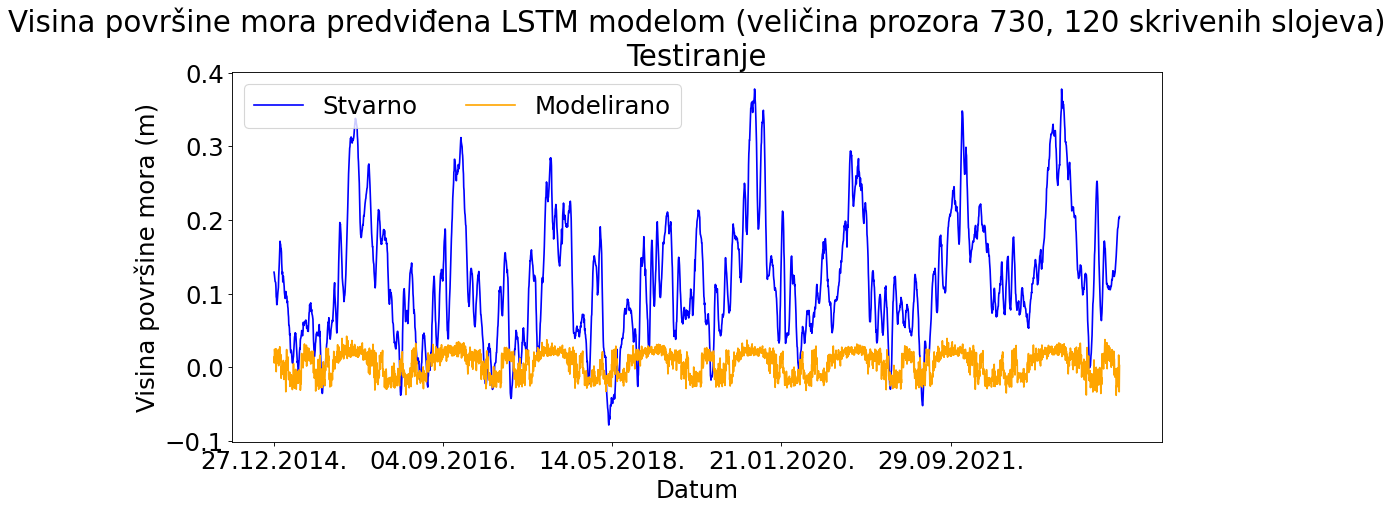 Visina površine mora predviđena LSTM modelom (veličina prozora 730, 120 skrivenih slojeva)
Testiranje
Stvarno
Modelirano
Visina površine mora (m)
0.4
0.3
0.2
0.1
0.0
−0.1
27.12.2014.
04.09.2016.
14.05.2018.
21.01.2020.
29.09.2021.
Datum